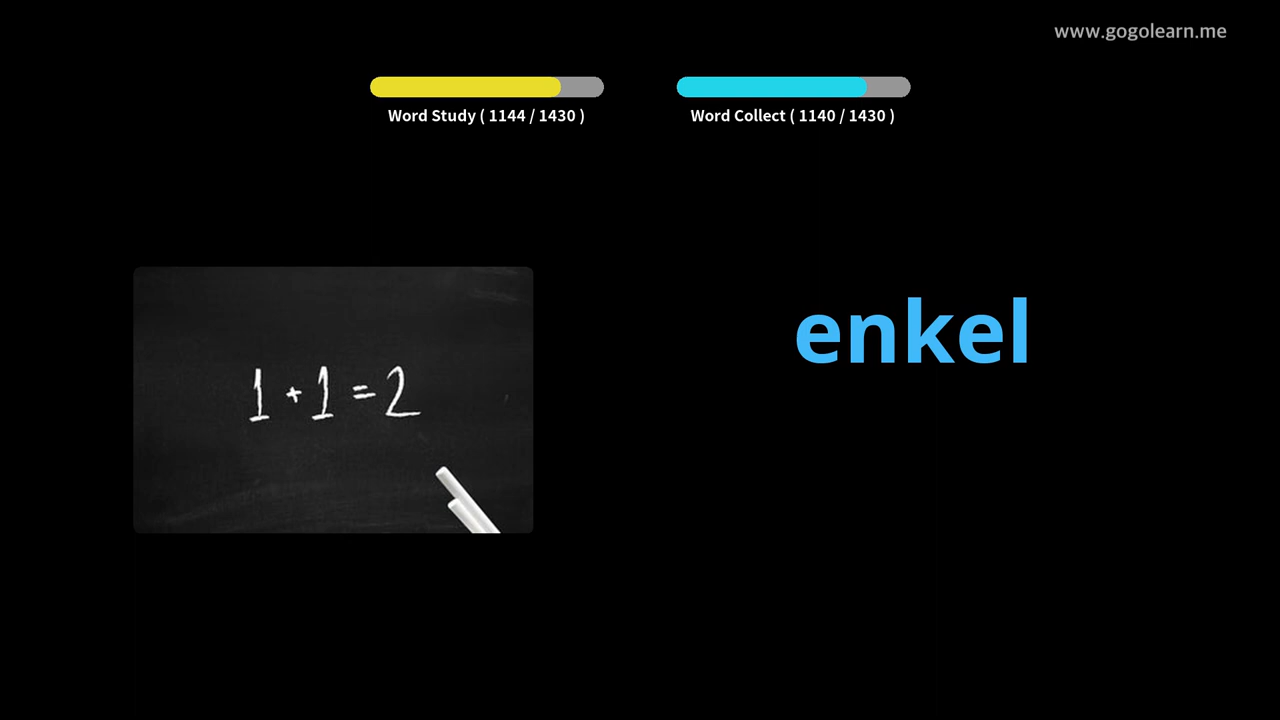 www.gogolearn.me
Word Study ( 1144 / 1430 )
Word Collect ( 1140 / 1430 )
enkel
1 + 1 = 2